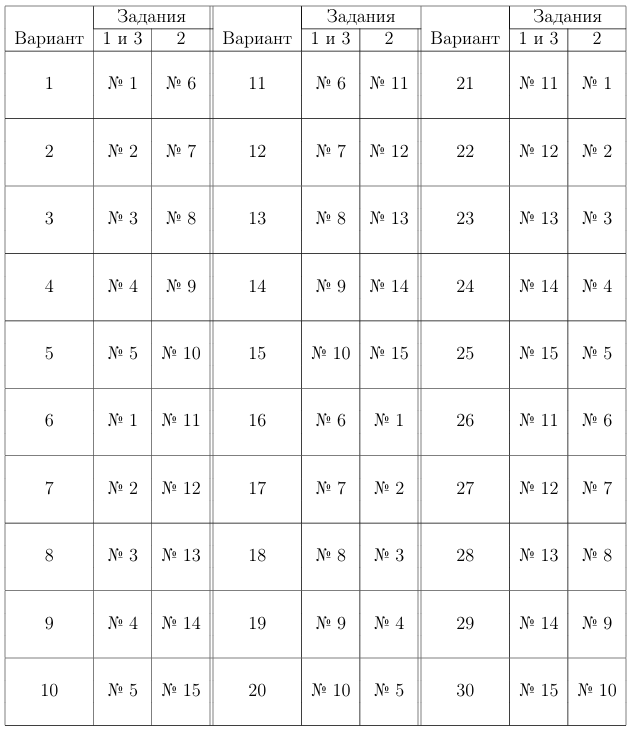 Задания Задания Задания
Вариант 1 и 3 2 Вариант 1 и 3 2 Вариант 1 и 3 2
1 № 1 № 6 11 № 6 № 11 21 № 11 № 1
2 № 2 № 7 12 № 7 № 12 22 № 12 № 2
3 № 3 № 8 13 № 8 № 13 23 № 13 № 3
4 № 4 № 9 14 № 9 № 14 24 № 14 № 4
5 № 5 № 10 15 № 10 № 15 25 № 15 № 5
6 № 1 № 11 16 № 6 № 1 26 № 11 № 6
7 № 2 № 12 17 № 7 № 2 27 № 12 № 7
8 № 3 № 13 18 № 8 № 3 28 № 13 № 8
9 № 4 № 14 19 № 9 № 4 29 № 14 № 9
10 № 5 № 15 20 № 10 № 5 30 № 15 № 10